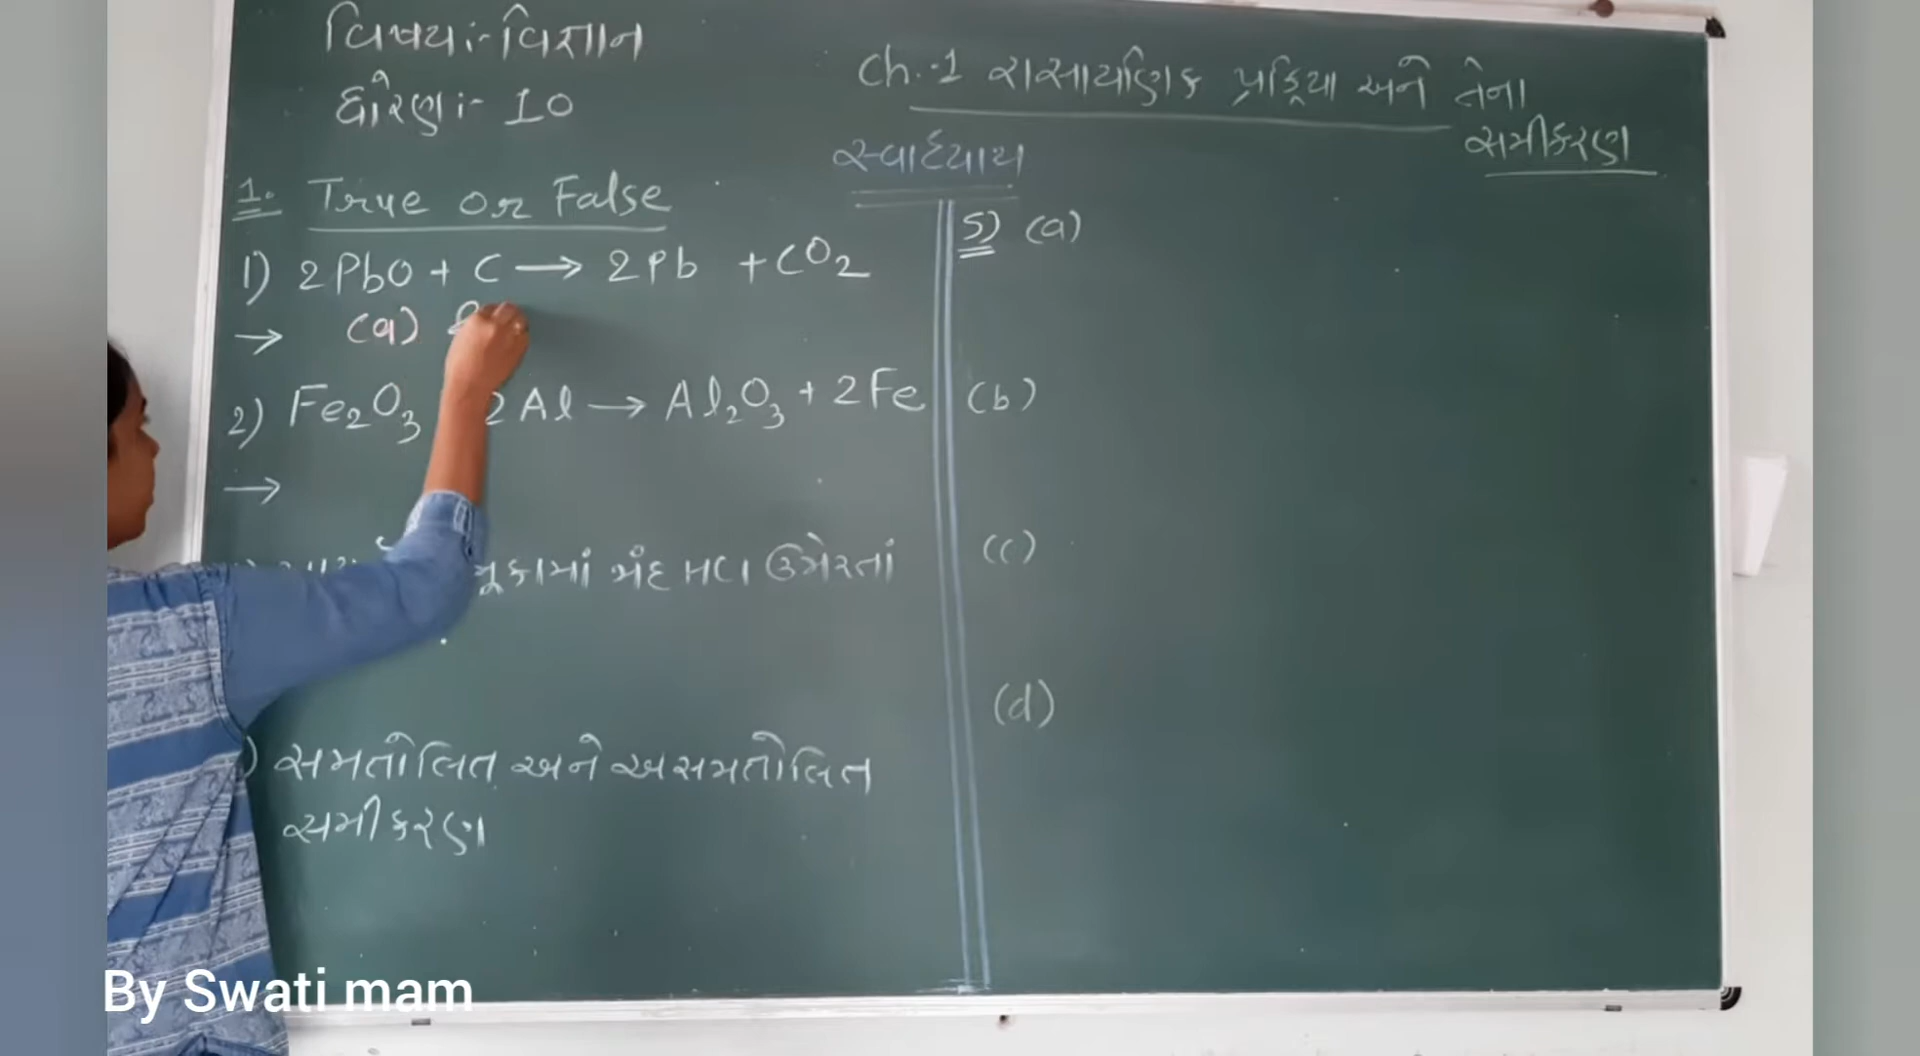 વિષય:- વિજ્ઞાન
ધોરણ:- 10
Ch.-1 રાસાયણિક પ્રક્રિયા અને તેના
સમીકરણ
સ્વાધ્યાય
1. True or False
1) 2PbO + C → 2Pb + CO₂
→ (a)
2) Fe₂O₃ 2Al → Al₂O₃ + 2Fe
→
ભૂકામાં મંદ HCl ઉમેરતાં
) સમતોલિત અને અસમતોલિત
સમીકરણ
5) (a)
(b)
(c)
(d)
By Swati mam